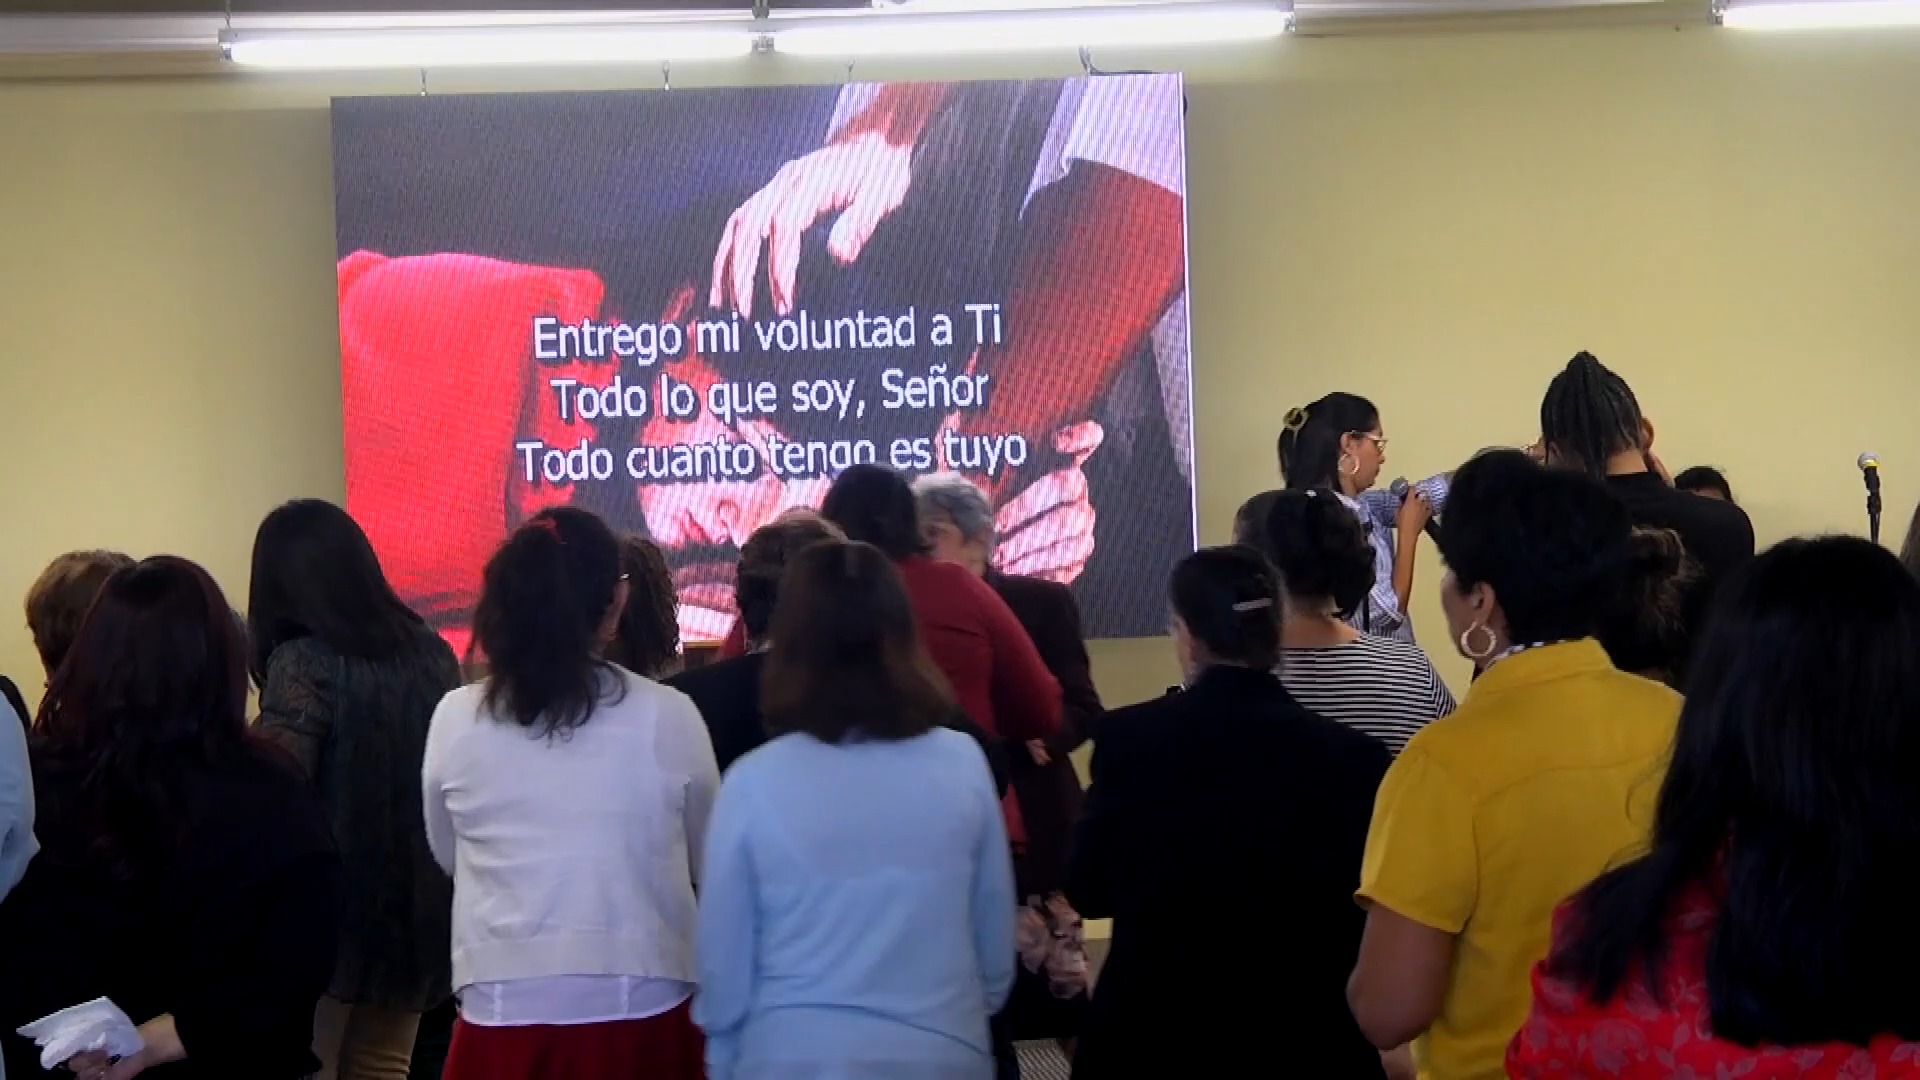 Entrego mi voluntad a Ti
Todo lo que soy, Señor
Todo cuanto tengo es tuyo